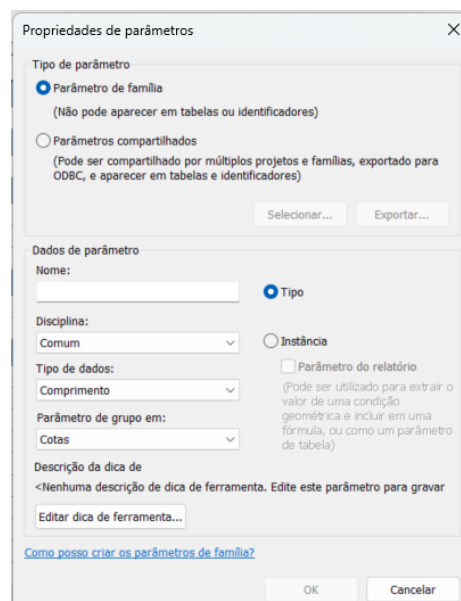 Propriedades de parâmetros
Tipo de parâmetro
Parâmetro de família
(Não pode aparecer em tabelas ou identificadores)
Parâmetros compartilhados
(Pode ser compartilhado por múltiplos projetos e famílias, exportado para
ODBC, e aparecer em tabelas e identificadores)
Selecionar...
Exportar...
Dados de parâmetro
Nome:
Tipo
Disciplina:
Comum
Instância
Tipo de dados:
Parâmetro do relatório
Comprimento
(Pode ser utilizado para extrair o
valor de uma condição
geométrica e incluir em uma
fórmula, ou como um parâmetro
de tabela)
Parâmetro de grupo em:
Cotas
Descrição da dica de
<Nenhuma descrição de dica de ferramenta. Edite este parâmetro para gravar
Editar dica de ferramenta...
Como posso criar os parâmetros de família?
OK
Cancelar